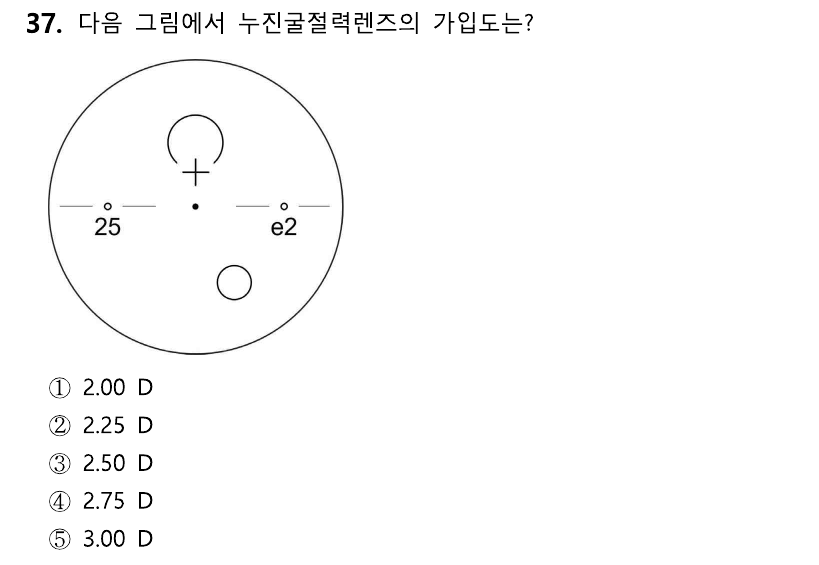 37. 다음 그림에서 누진굴절력렌즈의 가입도는?
25 e2
① 2.00 D
② 2.25 D
③ 2.50 D
④ 2.75 D
⑤ 3.00 D